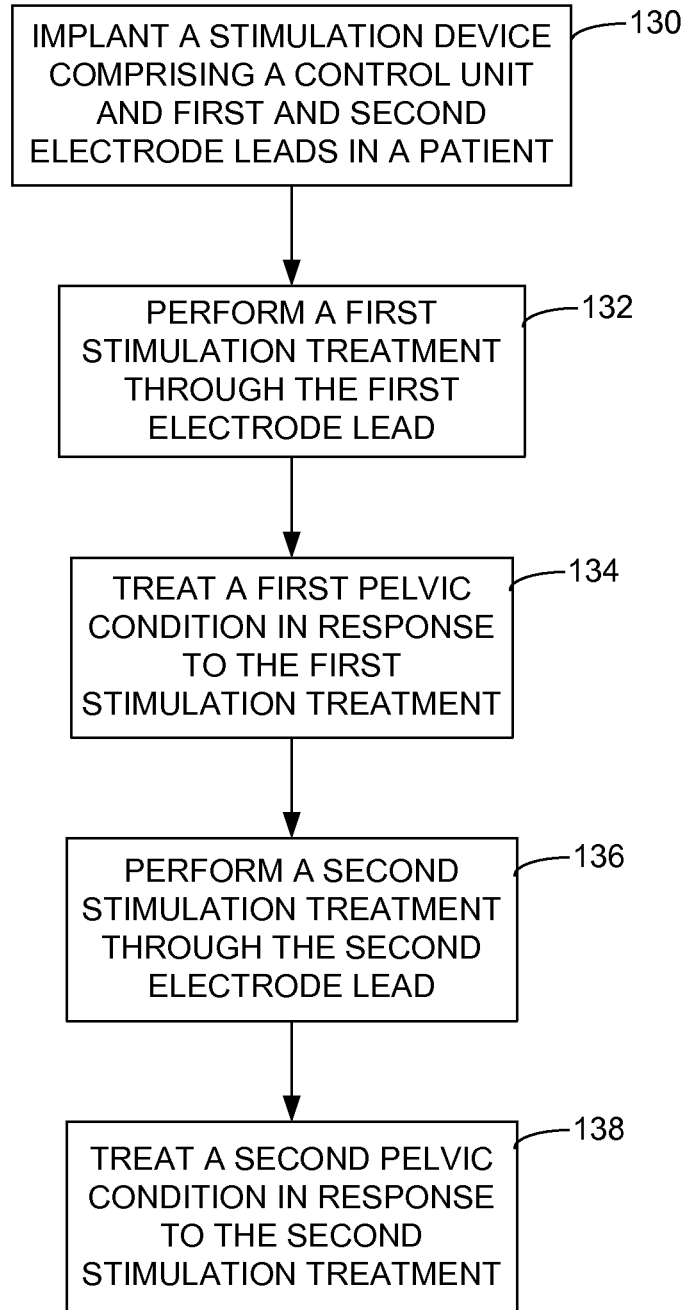 IMPLANT A STIMULATION DEVICE
COMPRISING A CONTROL UNIT
AND FIRST AND SECOND
ELECTRODE LEADS IN A PATIENT
130
PERFORM A FIRST
STIMULATION TREATMENT
THROUGH THE FIRST
ELECTRODE LEAD
132
TREAT A FIRST PELVIC
CONDITION IN RESPONSE
TO THE FIRST
STIMULATION TREATMENT
134
PERFORM A SECOND
STIMULATION TREATMENT
THROUGH THE SECOND
ELECTRODE LEAD
136
TREAT A SECOND PELVIC
CONDITION IN RESPONSE
TO THE SECOND
STIMULATION TREATMENT
138